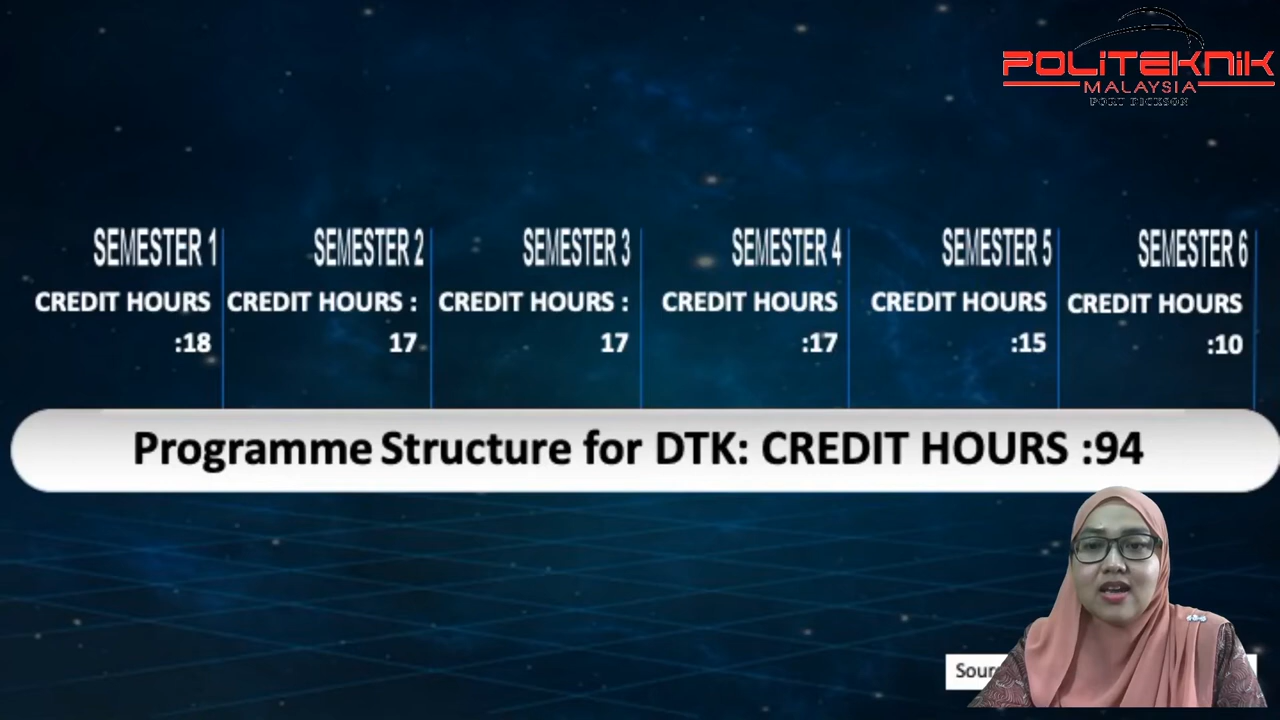 POLITEKNIK
MALAYSIA
PORT DICKSON
SEMESTER 1
CREDIT HOURS
:18
SEMESTER 2
CREDIT HOURS :
17
SEMESTER 3
CREDIT HOURS :
17
SEMESTER 4
CREDIT HOURS
:17
SEMESTER 5
CREDIT HOURS
:15
SEMESTER 6
CREDIT HOURS
:10
Programme Structure for DTK: CREDIT HOURS :94